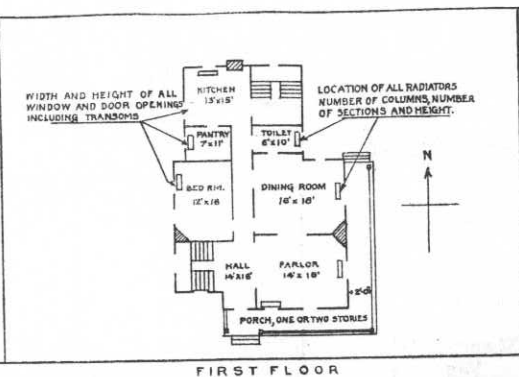 KITCHEN
13'x15'
WIDTH AND HEIGHT OF ALL
WINDOW AND DOOR OPENINGS
INCLUDING TRANSOMS
LOCATION OF ALL RADIATORS
NUMBER OF COLUMNS, NUMBER
OF SECTIONS AND HEIGHT.
PANTRY
7'x11'
TOILET
6'x10'
N
BED RM.
12'x16
DINING ROOM
16'x 18'
HALL
14'x16'
PARLOR
14'x 18'
PORCH, ONE OR TWO STORIES
FIRST FLOOR